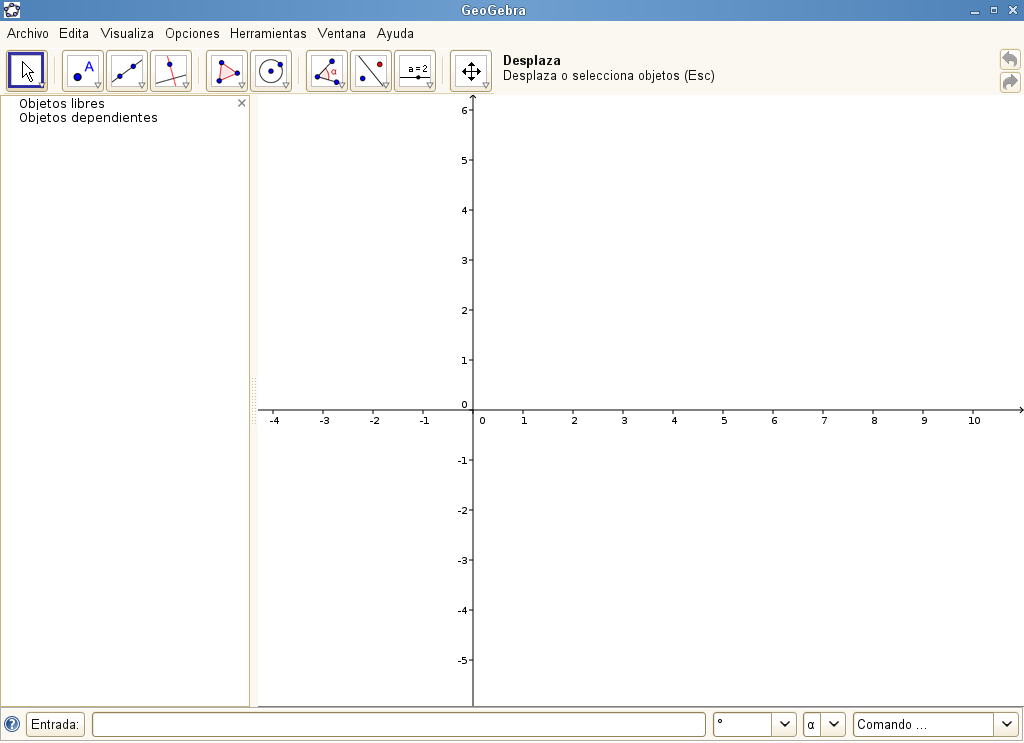 GeoGebra
Archivo Edita Visualiza Opciones Herramientas Ventana Ayuda
A
α
a = 2
Desplaza
Desplaza o selecciona objetos (Esc)
Objetos libres
Objetos dependientes
6
5
4
3
2
1
0
-4 -3 -2 -1 0 1 2 3 4 5 6 7 8 9 10
-1
-2
-3
-4
-5
Entrada: ° α Comando ...